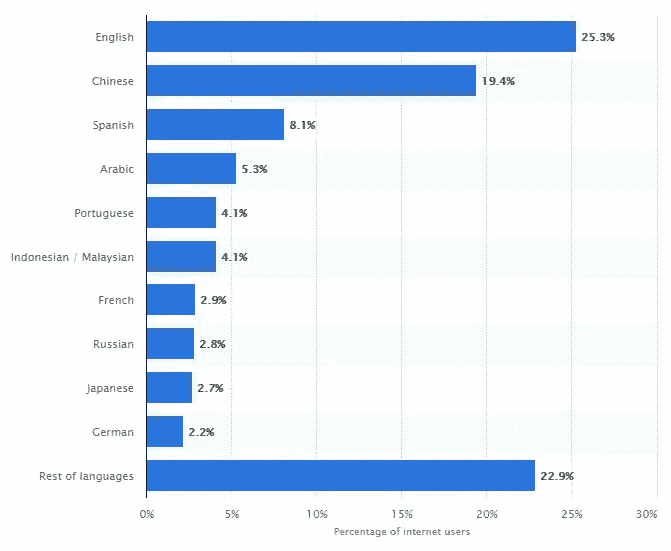 English 25.3%
Chinese 19.4%
Spanish 8.1%
Arabic 5.3%
Portuguese 4.1%
Indonesian / Malaysian 4.1%
French 2.9%
Russian 2.8%
Japanese 2.7%
German 2.2%
Rest of languages 22.9%
0% 5% 10% 15% 20% 25% 30%
Percentage of internet users